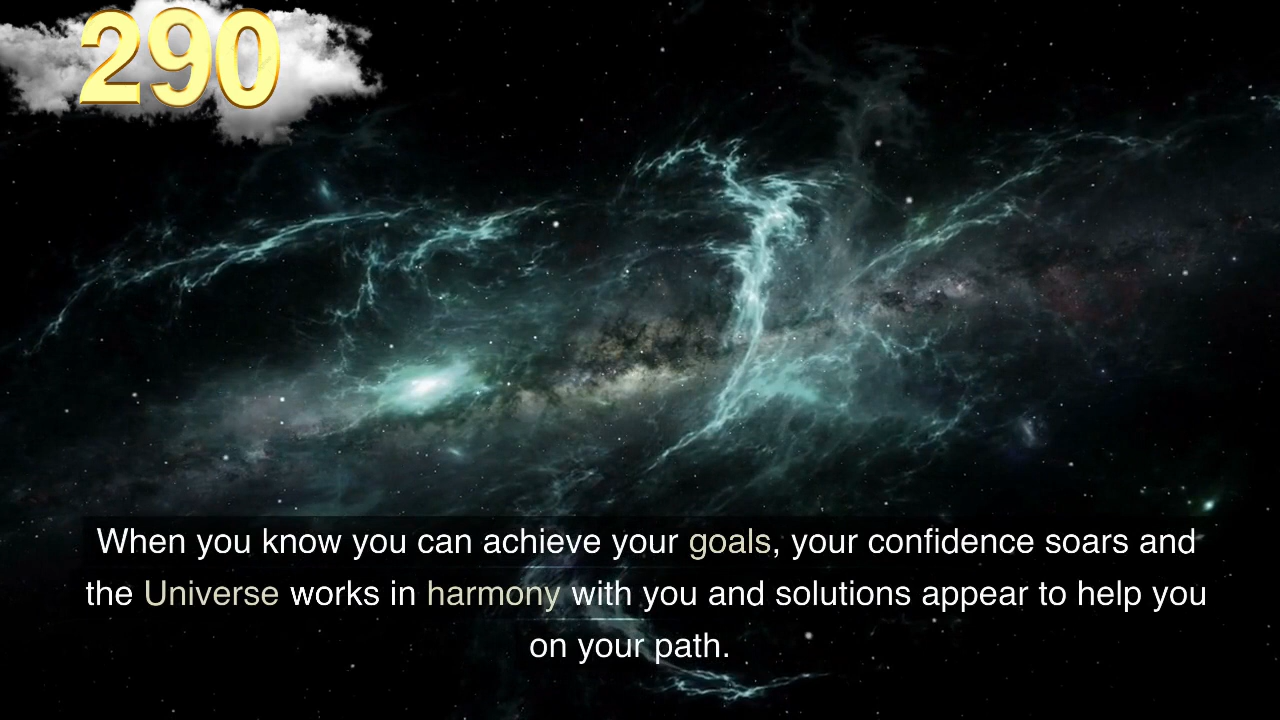 290
When you know you can achieve your goals, your confidence soars and
the Universe works in harmony with you and solutions appear to help you
on your path.